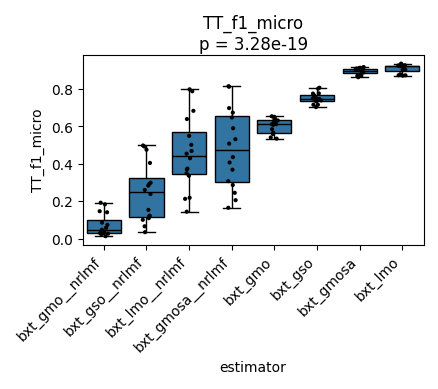 TT_f1_micro
p = 3.28e-19
TT_f1_micro
0.8
0.6
0.4
0.2
0.0
bxt_gmo__nrlmf
bxt_gso__nrlmf
bxt_lmo__nrlmf
bxt_gmosa__nrlmf
bxt_gmo
bxt_gso
bxt_gmosa
bxt_lmo
estimator